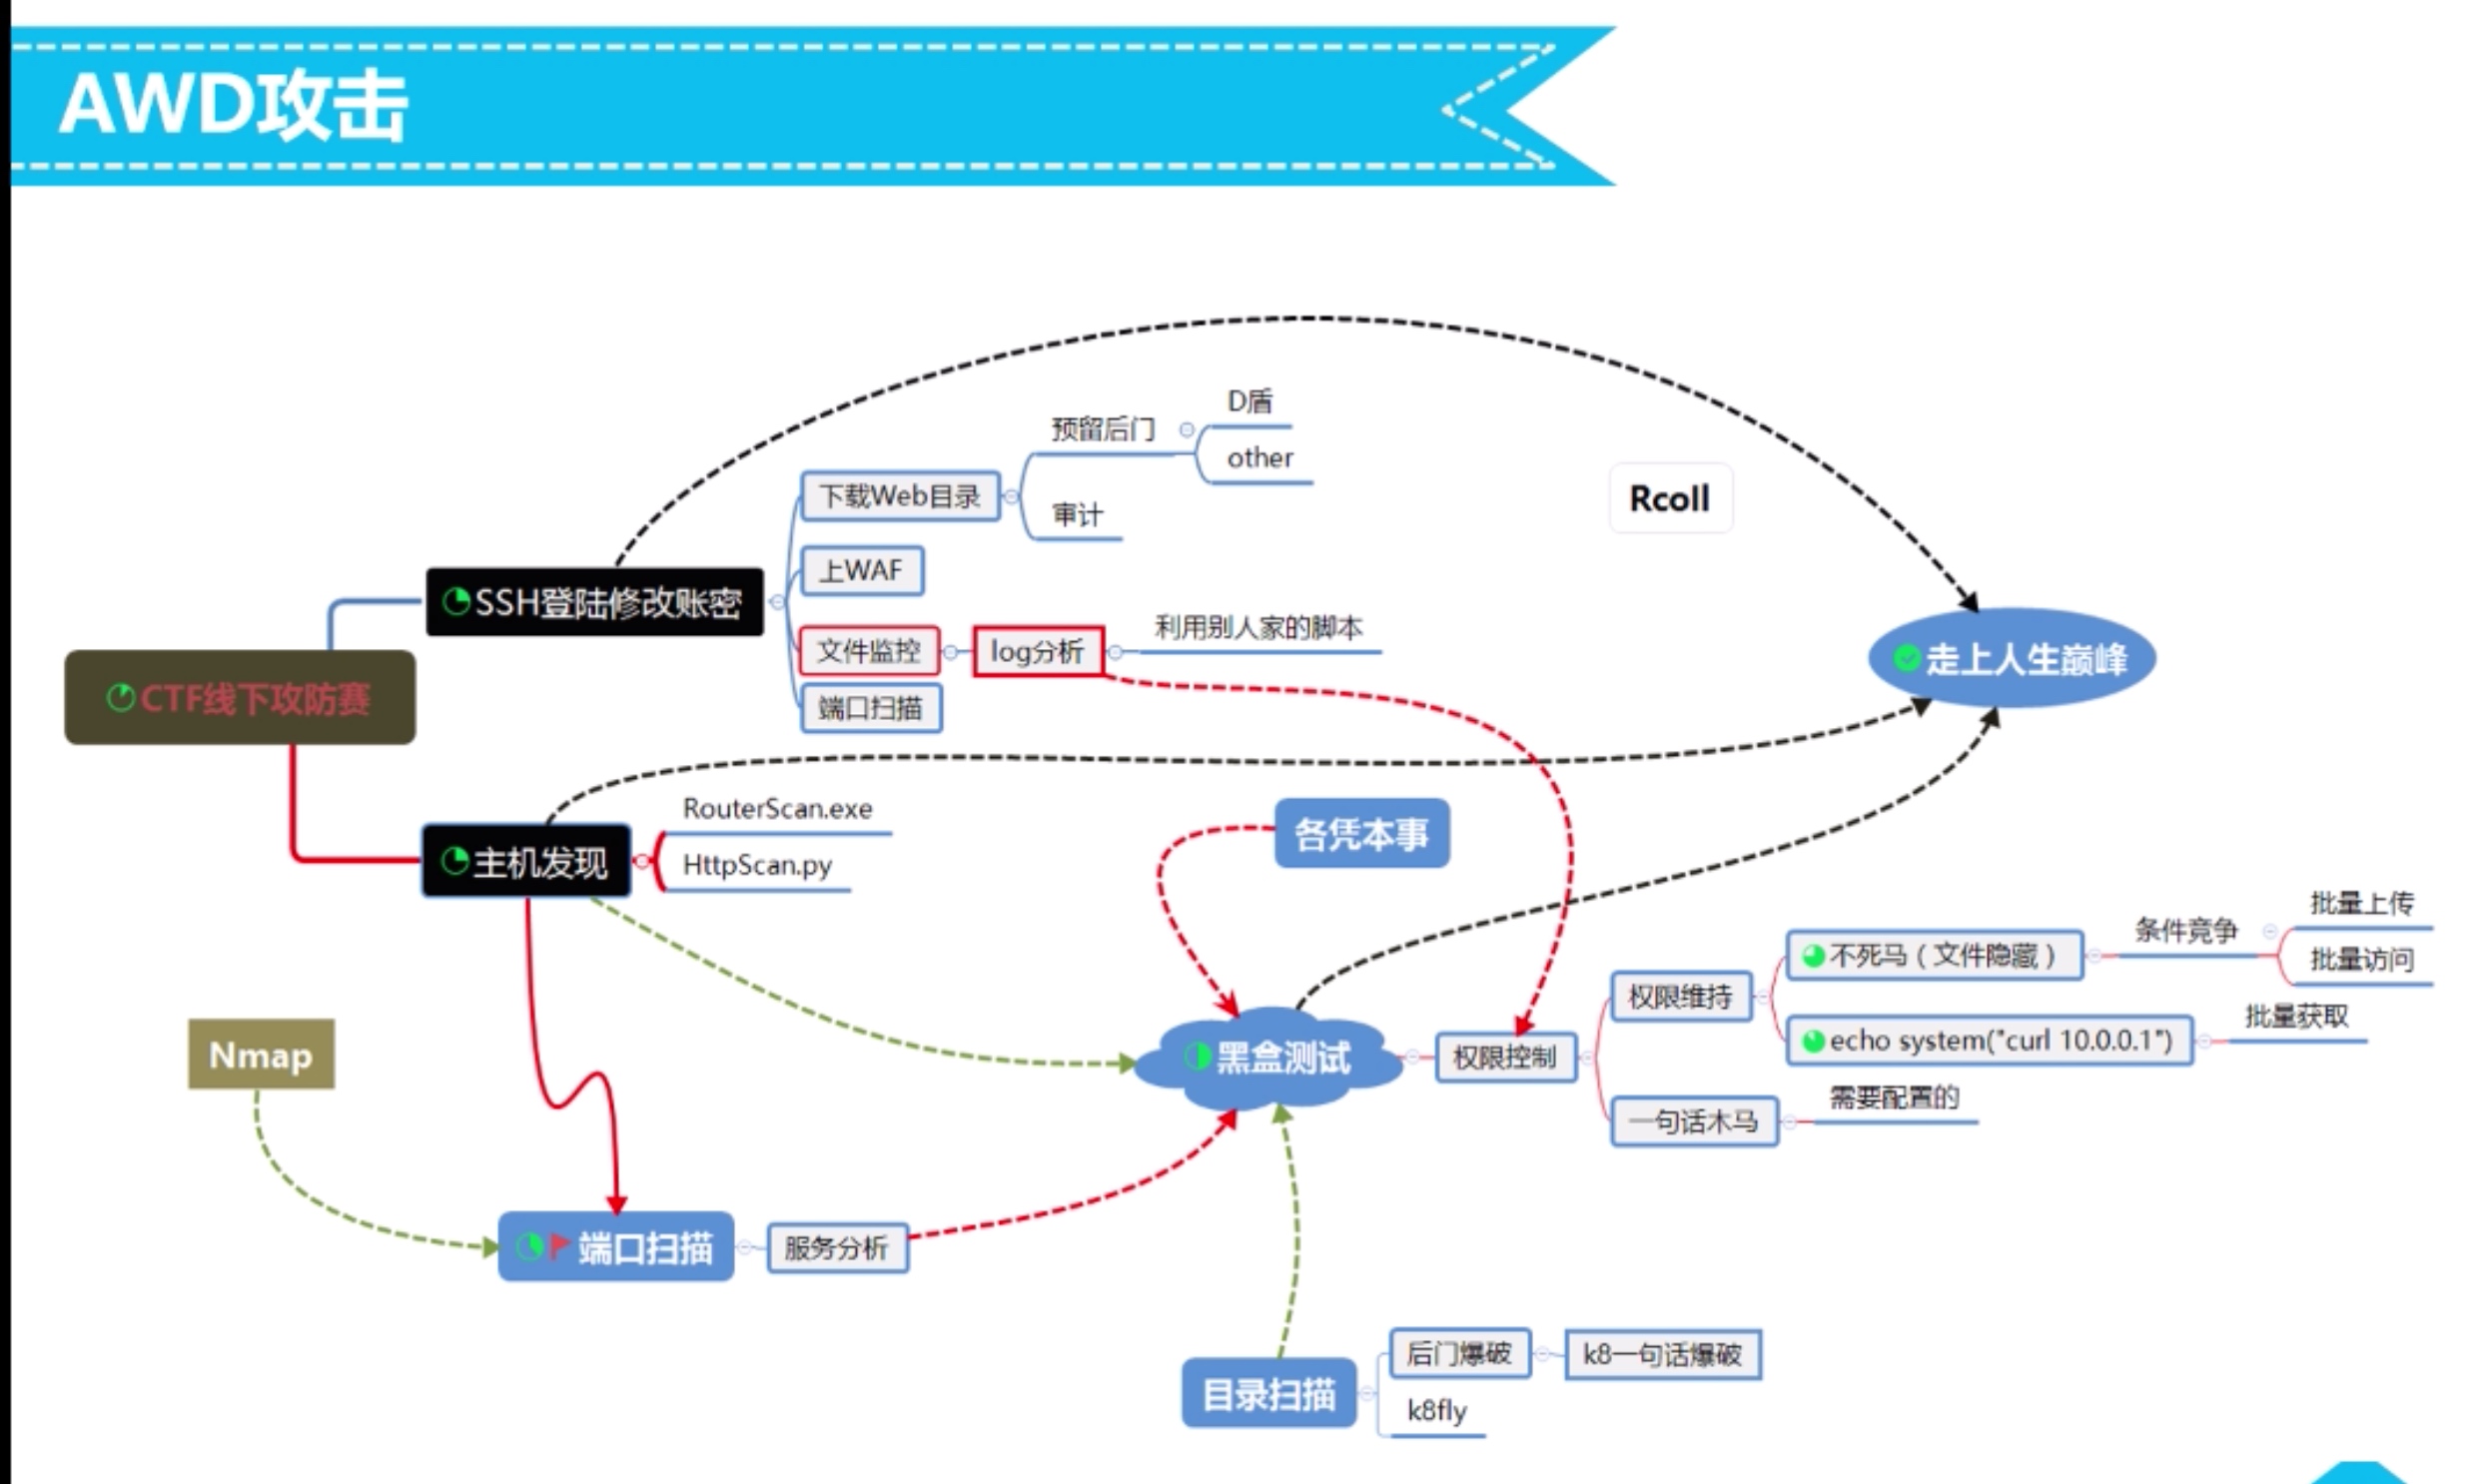 AWD攻击
D盾
预留后门
other
下载Web目录
审计
Rcoll
上WAF
SSH登陆修改账密
利用别人家的脚本
文件监控
log分析
走上人生巅峰
CTF线下攻防赛
端口扫描
RouterScan.exe
各凭本事
主机发现
HttpScan.py
批量上传
条件竞争
不死马（文件隐藏）
批量访问
权限维持
批量获取
Nmap
黑盒测试
权限控制
echo system("curl 10.0.0.1")
需要配置的
一句话木马
端口扫描
服务分析
后门爆破
k8一句话爆破
目录扫描
k8fly